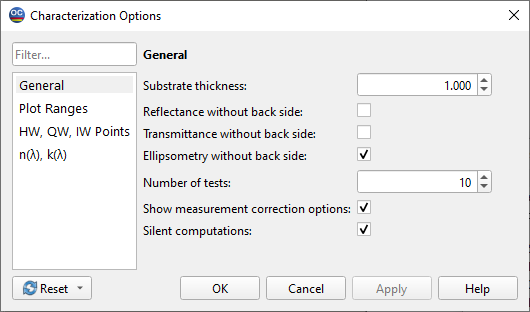 OC Characterization Options
Filter...
General
Plot Ranges
HW, QW, IW Points
n(λ), k(λ)
General
Substrate thickness: 1.000
Reflectance without back side:
Transmittance without back side:
Ellipsometry without back side:
Number of tests: 10
Show measurement correction options:
Silent computations:
Reset OK Cancel Apply Help